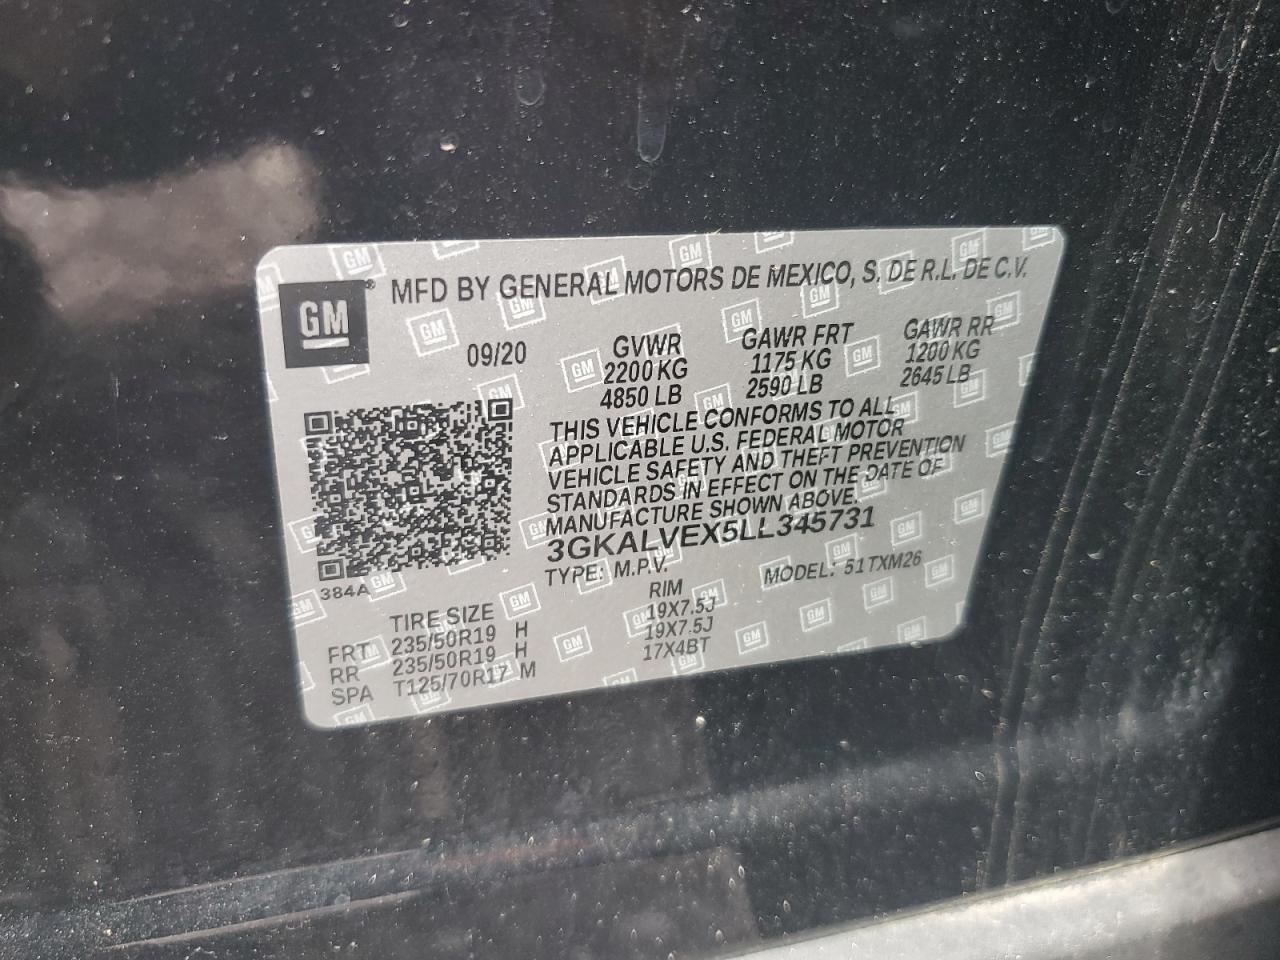 GM® MFD BY GENERAL MOTORS DE MEXICO, S. DE R.L. DE C.V.
09/20
GVWR GAWR FRT GAWR RR
2200 KG 1175 KG 1200 KG
4850 LB 2590 LB 2645 LB
THIS VEHICLE CONFORMS TO ALL
APPLICABLE U.S. FEDERAL MOTOR
VEHICLE SAFETY AND THEFT PREVENTION
STANDARDS IN EFFECT ON THE DATE OF
MANUFACTURE SHOWN ABOVE.
3GKALVEX5LL345731
TYPE: M.P.V. MODEL: 51TXM26
384A
TIRE SIZE RIM
FRT 235/50R19 H 19X7.5J
RR 235/50R19 H 19X7.5J
SPA T125/70R17 M 17X4BT